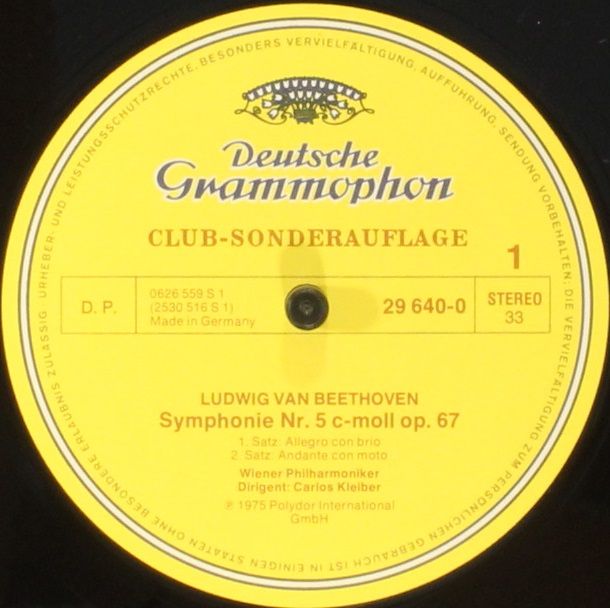 URHEBER- UND LEISTUNGSSCHUTZRECHTE, BESONDERS VERVIELFÄLTIGUNG, AUFFÜHRUNG, SENDUNG VORBEHALTEN; DIE VERVIELFÄLTIGUNG ZUM PERSÖNLICHEN GEBRAUCH IST IN EINIGEN STAATEN OHNE BESONDERE ERLAUBNIS ZULÄSSIG
Deutsche
Grammophon
CLUB-SONDERAUFLAGE
1
D. P.
0626 559 S 1
(2530 516 S 1)
Made in Germany
29 640-0
STEREO
33
LUDWIG VAN BEETHOVEN
Symphonie Nr. 5 c-moll op. 67
1. Satz: Allegro con brio
2. Satz: Andante con moto
Wiener Philharmoniker
Dirigent: Carlos Kleiber
℗ 1975 Polydor International
GmbH